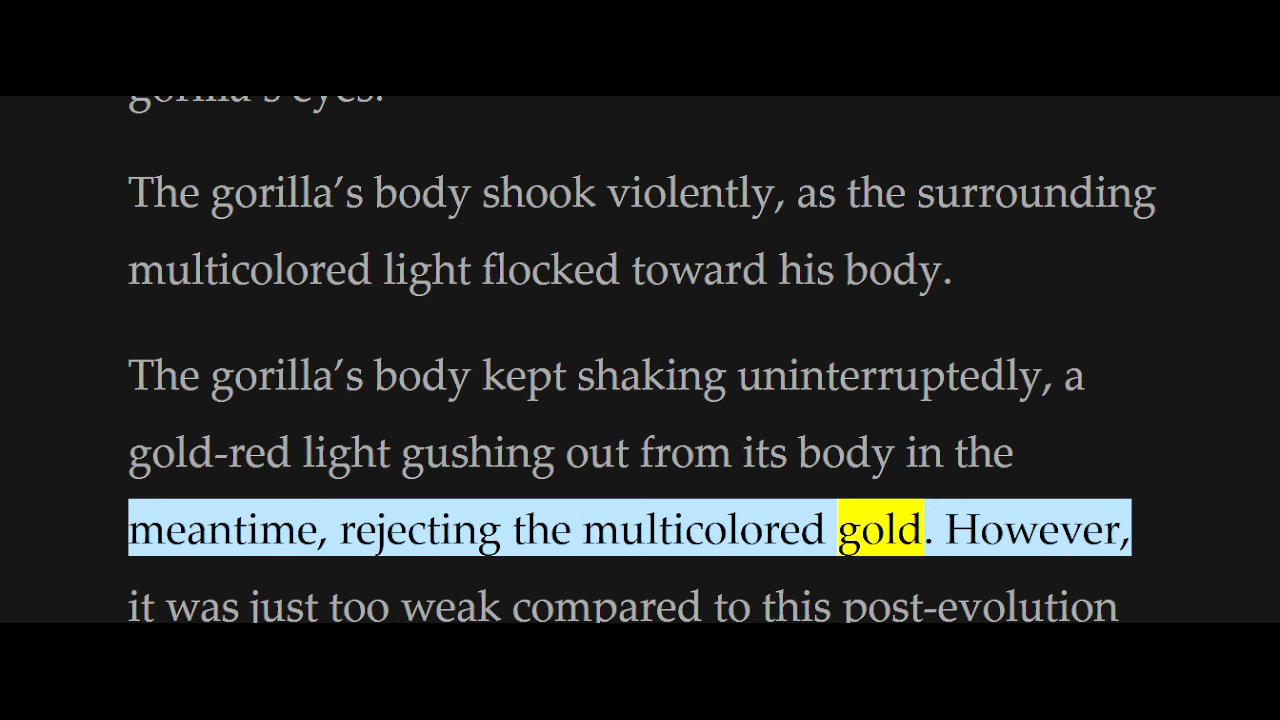 gorilla's eyes.
The gorilla's body shook violently, as the surrounding
multicolored light flocked toward his body.
The gorilla's body kept shaking uninterruptedly, a
gold-red light gushing out from its body in the
meantime, rejecting the multicolored gold. However,
it was just too weak compared to this post-evolution